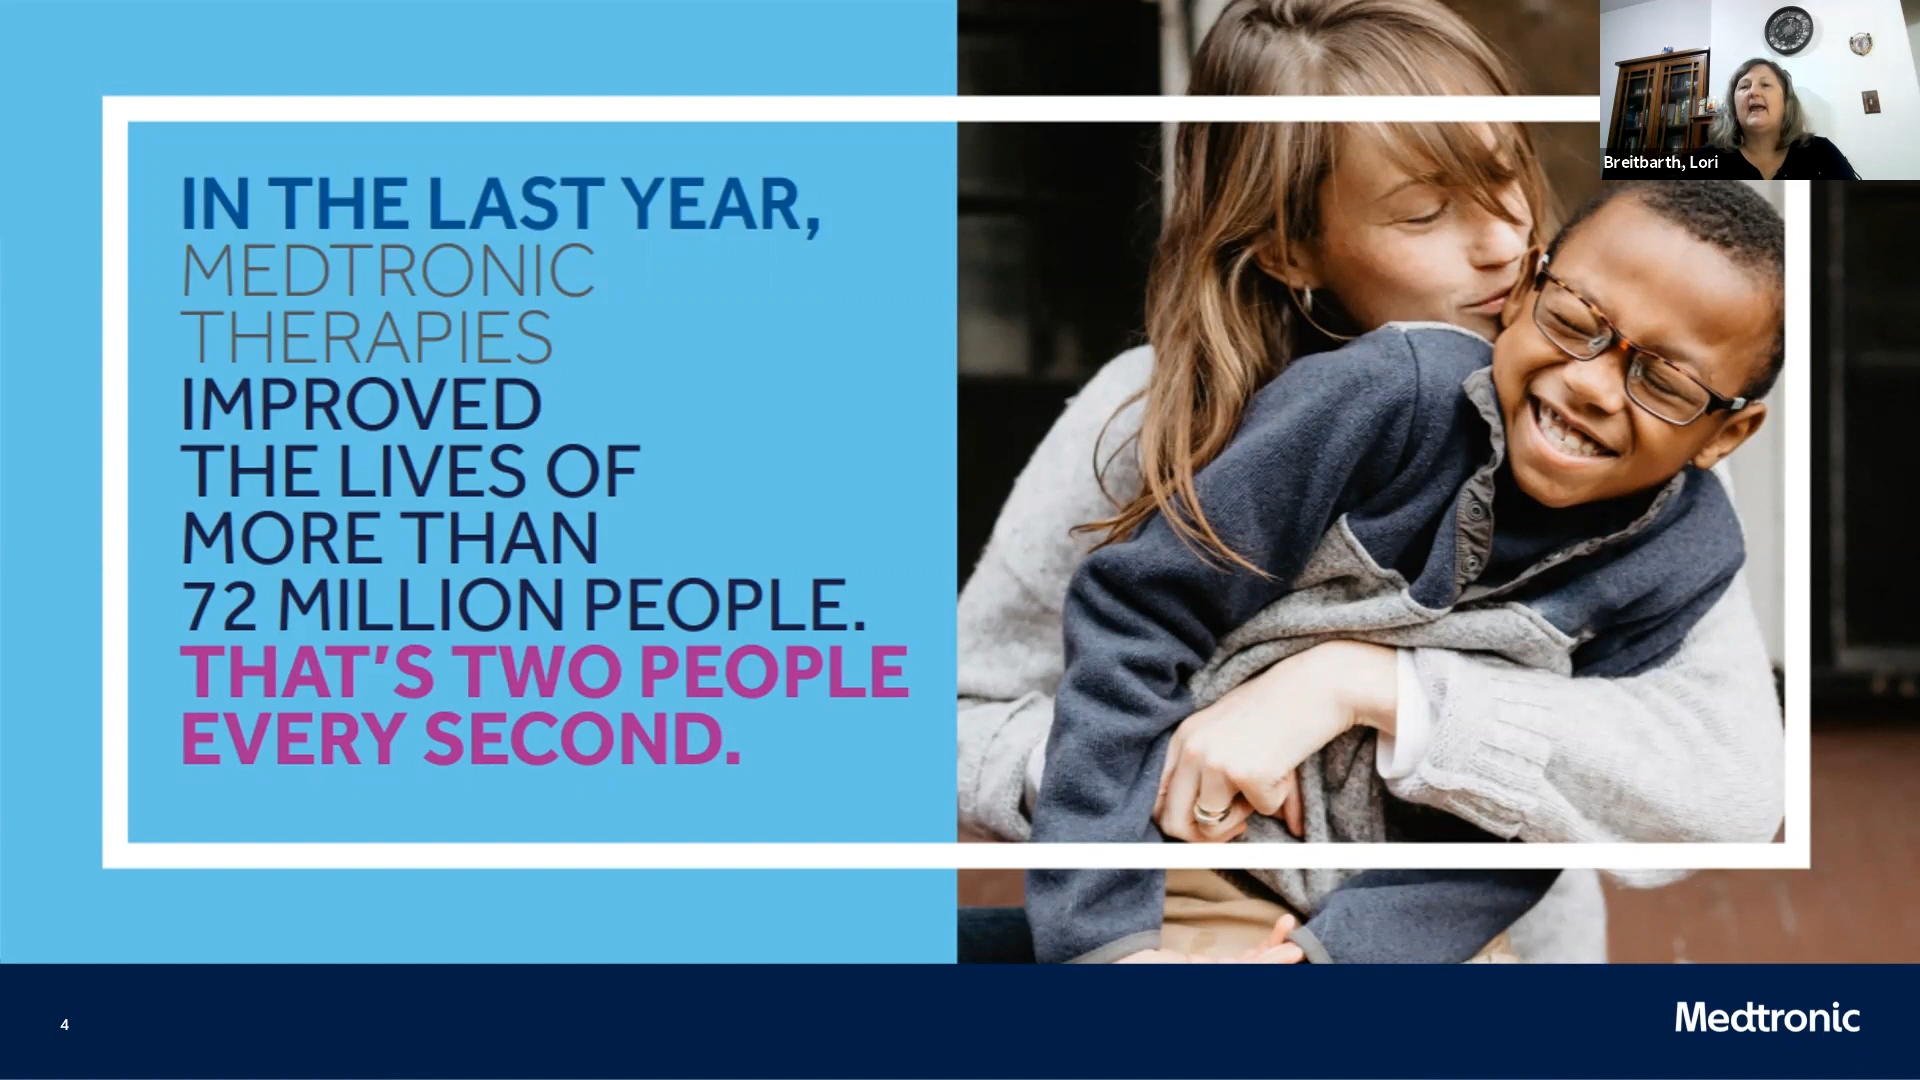 IN THE LAST YEAR,
MEDTRONIC
THERAPIES
IMPROVED
THE LIVES OF
MORE THAN
72 MILLION PEOPLE.
THAT'S TWO PEOPLE
EVERY SECOND.
Breitbarth, Lori
4
Medtronic